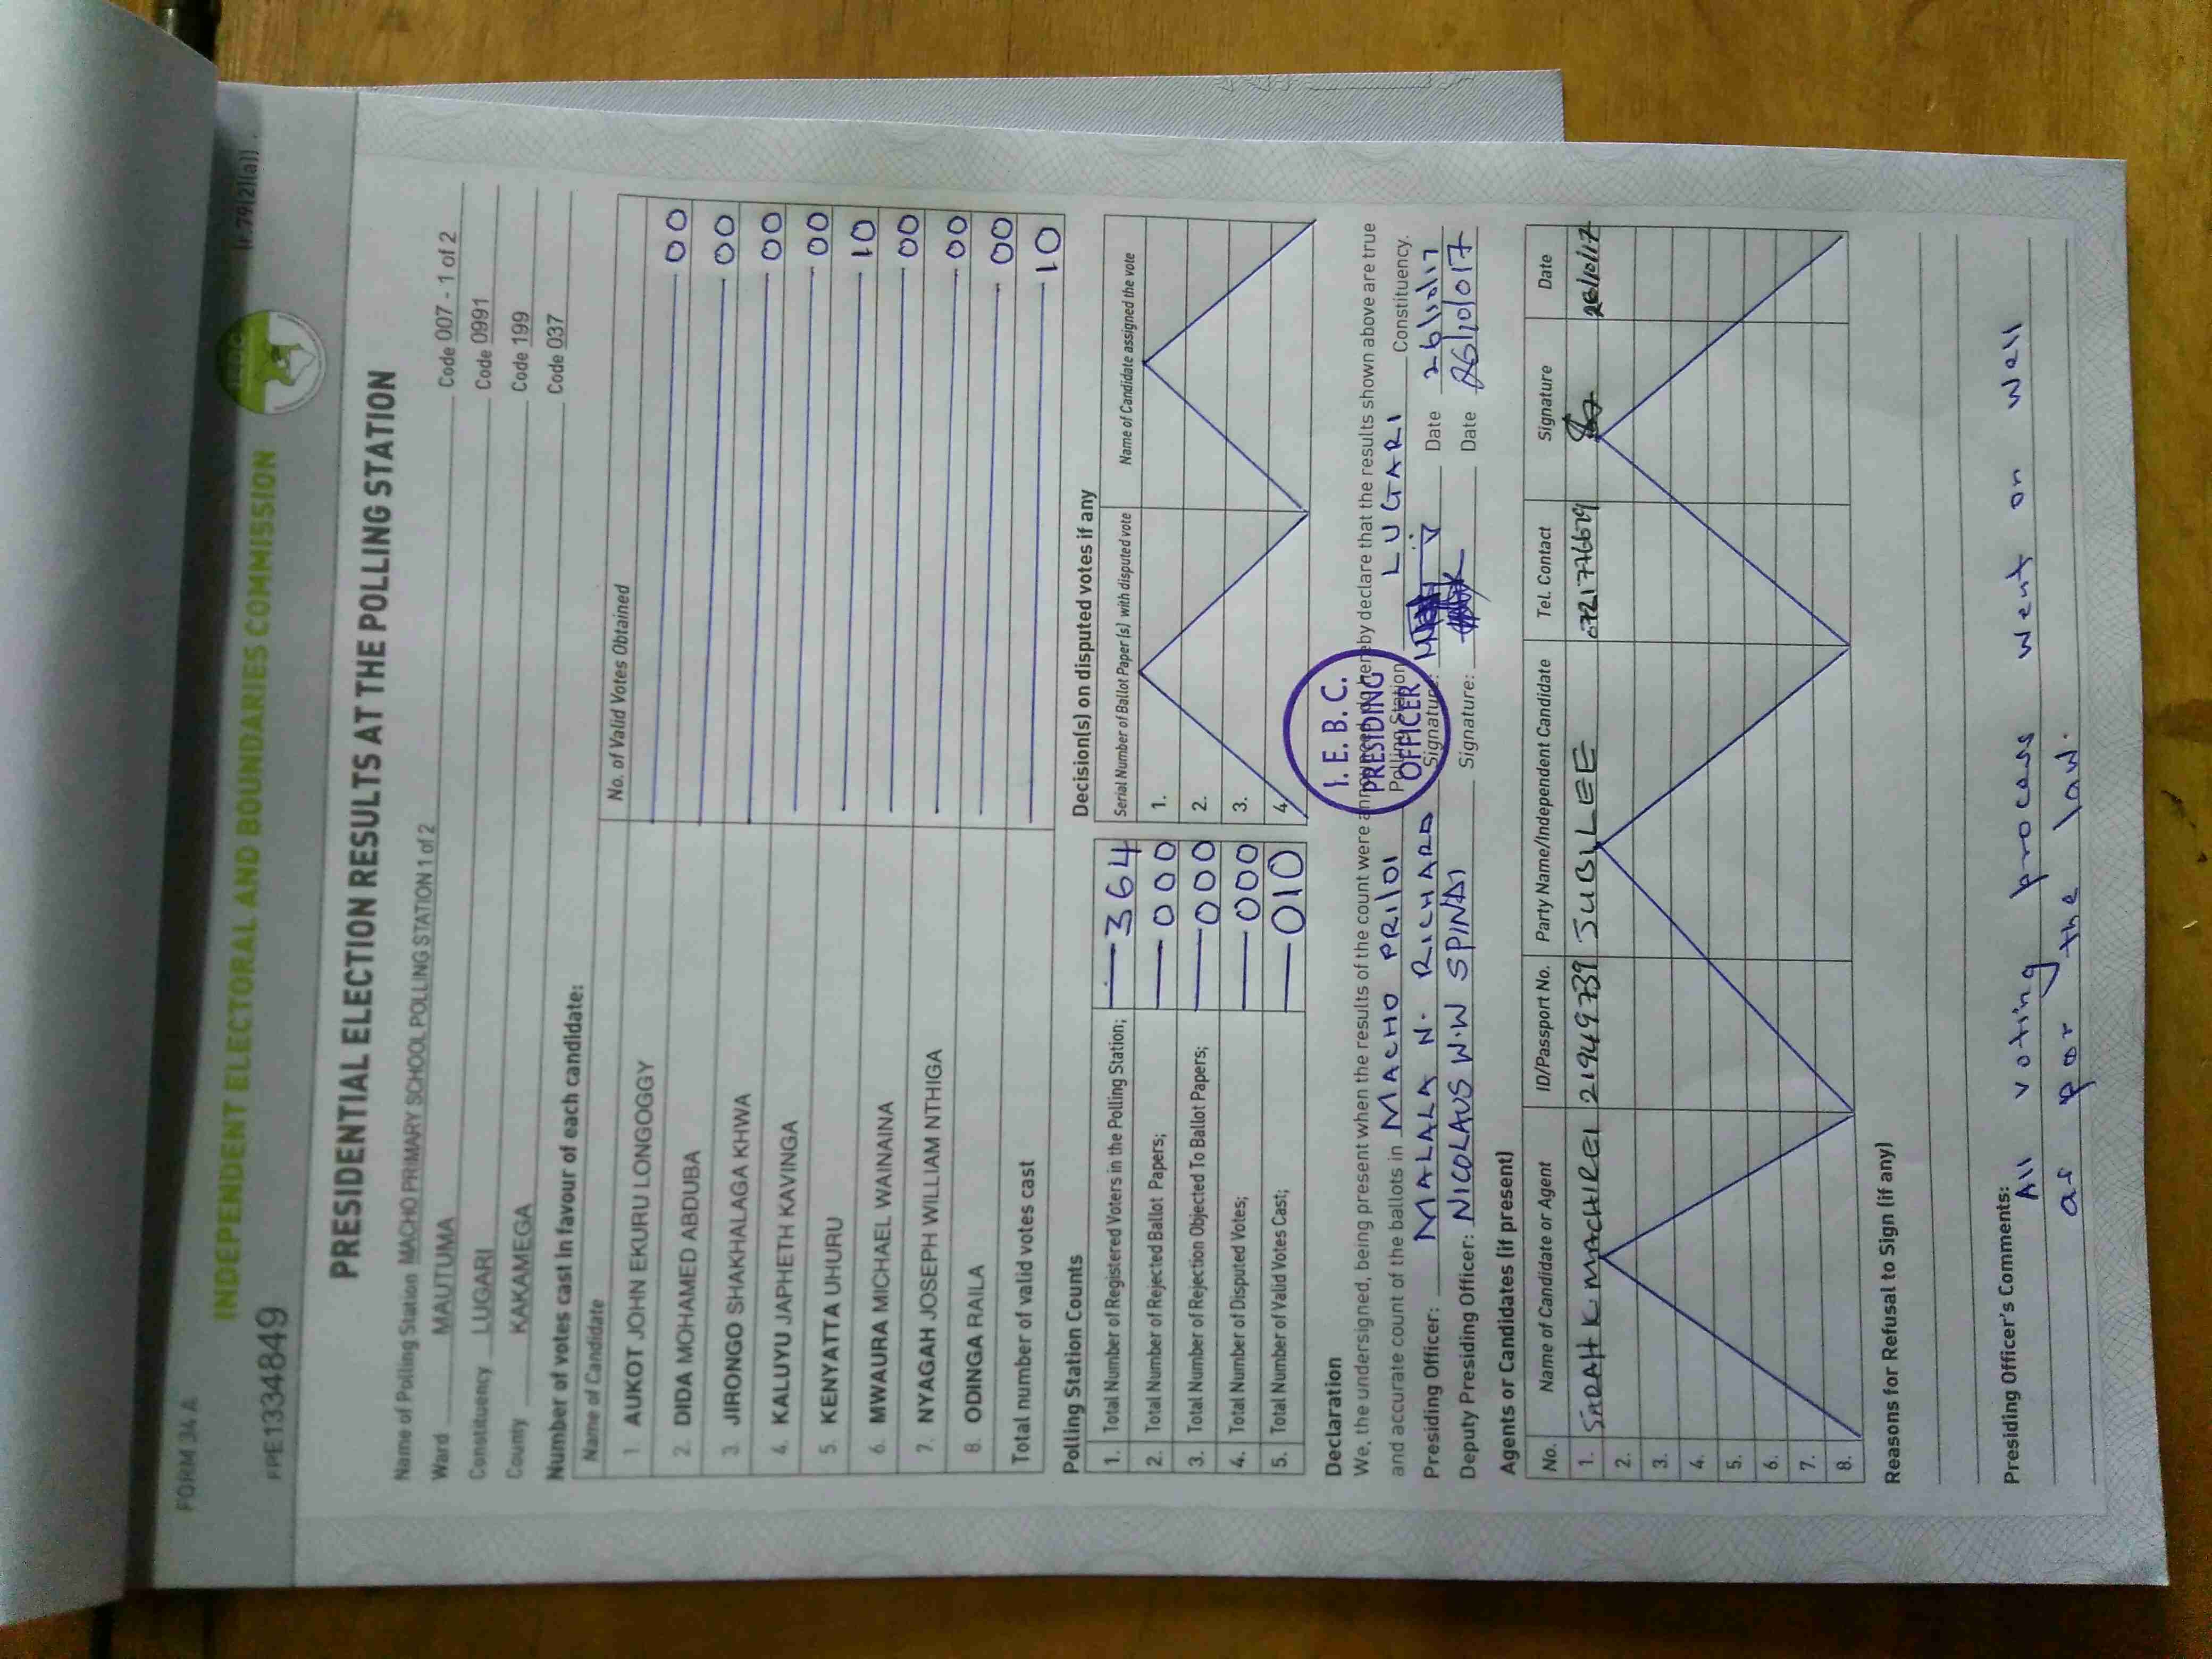 FORM 34 A
[r.79(2)(a)]
INDEPENDENT ELECTORAL AND BOUNDARIES COMMISSION
PRE1334849
PRESIDENTIAL ELECTION RESULTS AT THE POLLING STATION
Name of Polling Station MACHO PRIMARY SCHOOL POLLING STATION 1 of 2 Code 007 - 1 of 2
Ward MAUTUMA Code 0991
Constituency LUGARI Code 199
County KAKAMEGA Code 037
Number of votes cast in favour of each candidate:
Name of Candidate No. of Valid Votes Obtained
1. AUKOT JOHN EKURU LONGOGGY 00
2. DIDA MOHAMED ABDUBA 00
3. JIRONGO SHAKHALAGA KHWA 00
4. KALUYU JAPHETH KAVINGA 00
5. KENYATTA UHURU 10
6. MWAURA MICHAEL WAINAINA 00
7. NYAGAH JOSEPH WILLIAM NTHIGA 00
8. ODINGA RAILA 00
Total number of valid votes cast 10
Polling Station Counts
1. Total Number of Registered Voters in the Polling Station; 364
2. Total Number of Rejected Ballot Papers; 000
3. Total Number of Rejection Objected To Ballot Papers; 000
4. Total Number of Disputed Votes; 000
5. Total Number of Valid Votes Cast; 010
Decision(s) on disputed votes if any
Serial Number of Ballot Paper (s) with disputed vote Name of Candidate assigned the vote
1.
2.
3.
4.
Declaration
We, the undersigned, being present when the results of the count were announced, do hereby declare that the results shown above are true
and accurate count of the ballots in MACHO PRI/01 Polling Station LUGARI Constituency.
Presiding Officer: MALALA N. RICHARD Signature: Date 26/10/17
Deputy Presiding Officer: NICOLAUS W.W SPINDI Signature: Date 26/10/017
I. E. B. C.
PRESIDING
OFFICER
Agents or Candidates (if present)
No. Name of Candidate or Agent ID/Passport No. Party Name/Independent Candidate Tel. Contact Signature Date
1. SARAH K MACHIREI 21949739 JUBLEE 0721776679 26/10/17
2.
3.
4.
5.
6.
7.
8.
Reasons for Refusal to Sign (if any)
Presiding Officer's Comments:
All voting process went on well
as per the law.